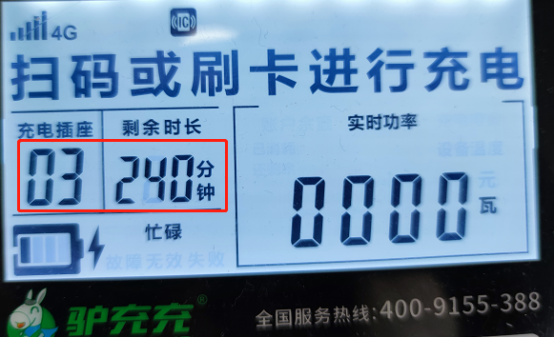 4G
IC
扫码或刷卡进行充电
充电插座 剩余时长 实时功率
03 240 分钟 0000 元 瓦
忙碌
故障无效失败
驴充充®
全国服务热线:400-9155-388